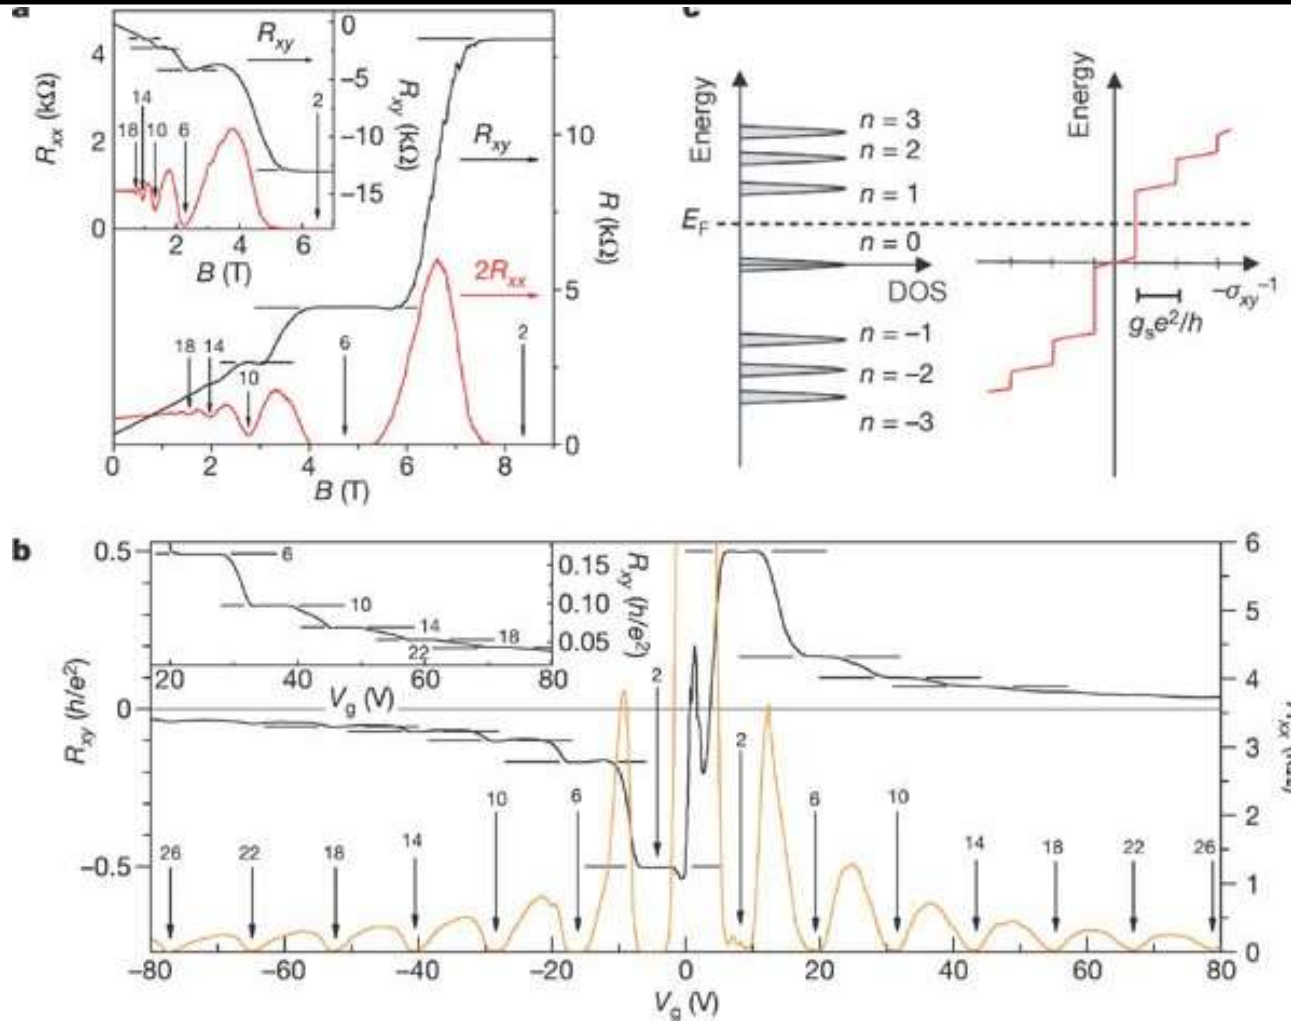 a
R_xx (kΩ)
4
2
0
18
14
10
6
2
R_xy
0
−5
−10
−15
R_xy (kΩ)
2
4
6
B (T)
R_xy
2R_xx
10
5
0
R (kΩ)
18
14
10
6
2
0
2
4
6
8
B (T)
c
Energy
n = 3
n = 2
n = 1
E_F
n = 0
DOS
n = −1
n = −2
n = −3
Energy
−σ_xy^−1
g_s e^2/h
b
R_xy (h/e^2)
0.5
0
−0.5
6
10
14
18
22
0.15
0.10
0.05
R_xy (h/e^2)
20
40
60
80
V_g (V)
26
22
18
14
10
6
2
2
6
10
14
18
22
26
6
5
4
3
2
1
0
−80
−60
−40
−20
0
20
40
60
80
V_g (V)